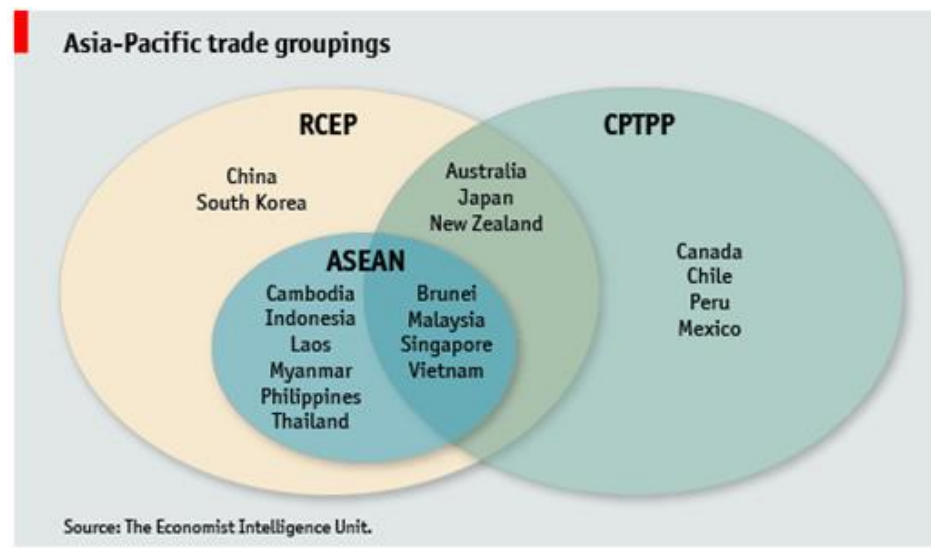 Asia-Pacific trade groupings
RCEP
CPTPP
China
South Korea
Australia
Japan
New Zealand
ASEAN
Cambodia
Indonesia
Laos
Myanmar
Philippines
Thailand
Brunei
Malaysia
Singapore
Vietnam
Canada
Chile
Peru
Mexico
Source: The Economist Intelligence Unit.